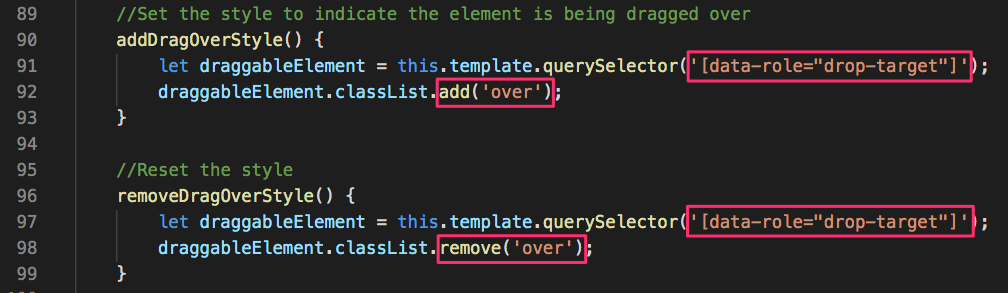 89 //Set the style to indicate the element is being dragged over
90 addDragOverStyle() {
91 let draggableElement = this.template.querySelector('[data-role="drop-target"]');
92 draggableElement.classList.add('over');
93 }
94
95 //Reset the style
96 removeDragOverStyle() {
97 let draggableElement = this.template.querySelector('[data-role="drop-target"]');
98 draggableElement.classList.remove('over');
99 }